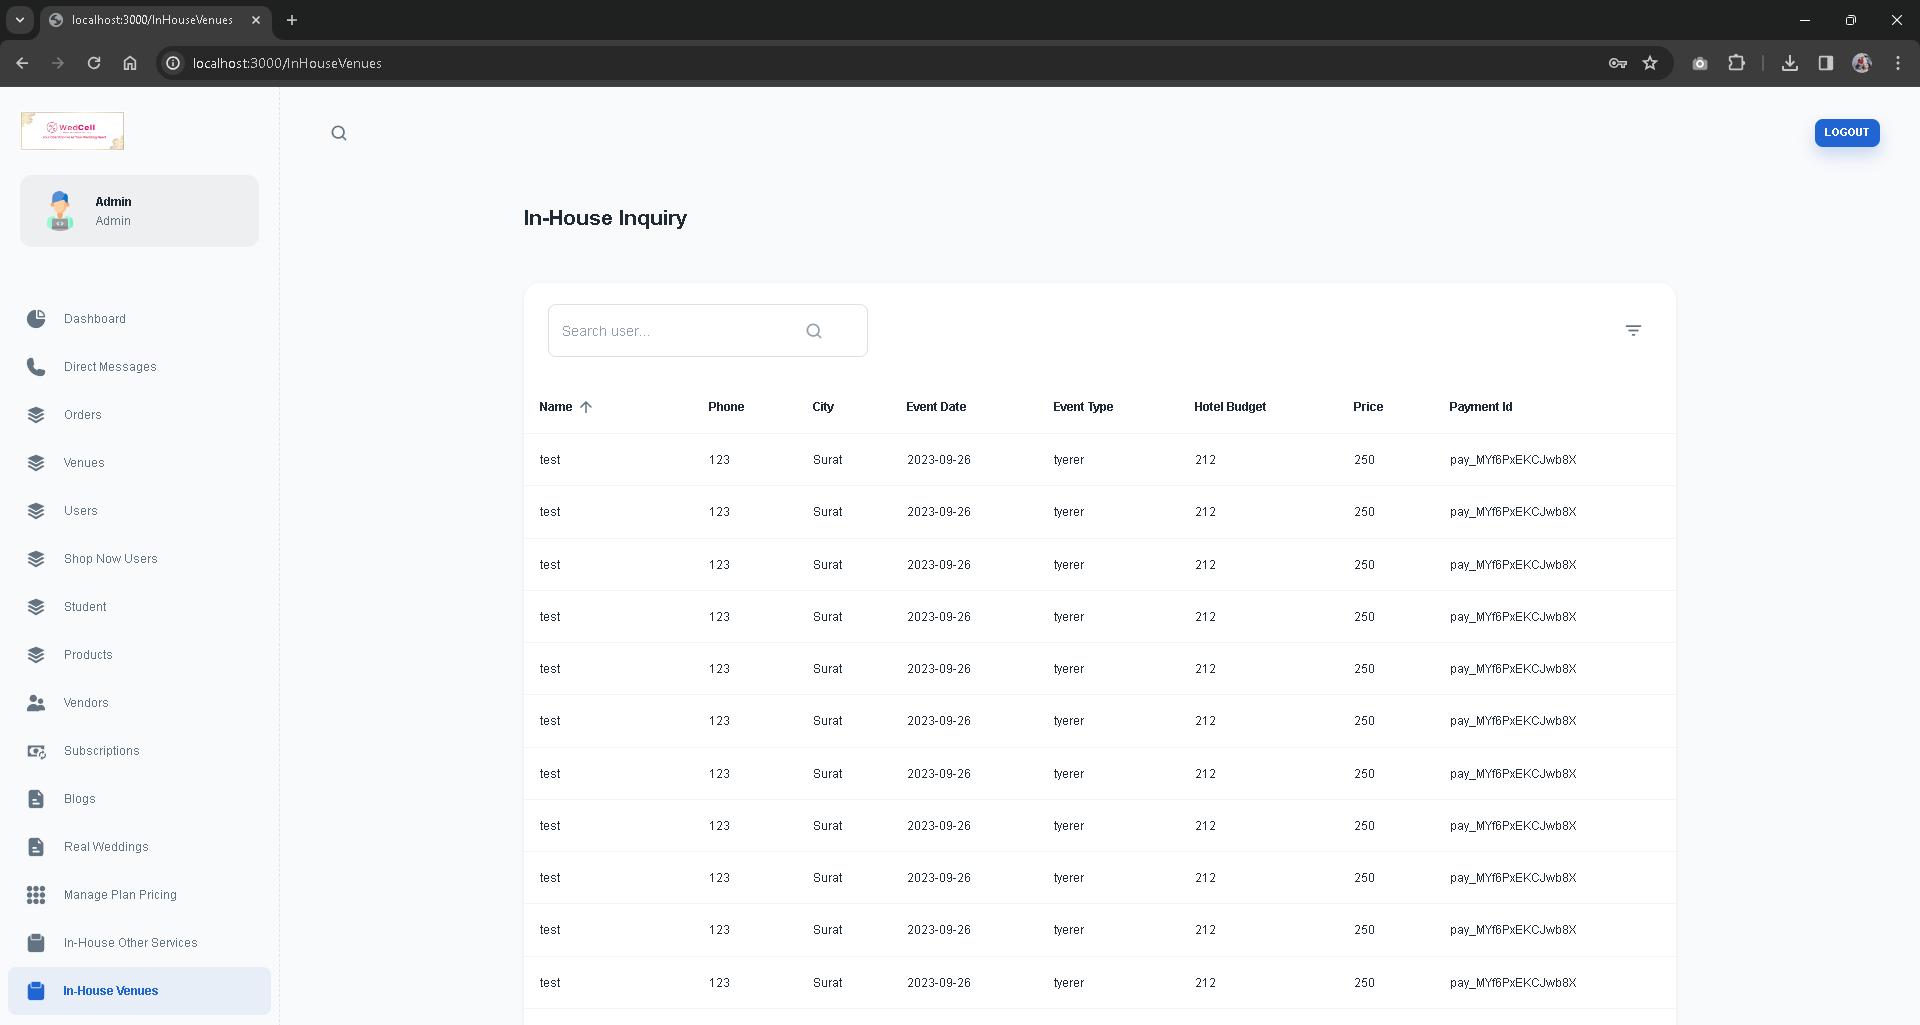 localhost:3000/InHouseVenues
localhost:3000/InHouseVenues
WedCell
LOGOUT
Admin
Admin
In-House Inquiry
Search user...
Dashboard
Direct Messages
Orders
Venues
Users
Shop Now Users
Student
Products
Vendors
Subscriptions
Blogs
Real Weddings
Manage Plan Pricing
In-House Other Services
In-House Venues
Name Phone City Event Date Event Type Hotel Budget Price Payment Id
test 123 Surat 2023-09-26 tyerer 212 250 pay_MYf6PxEKCJwb8X
test 123 Surat 2023-09-26 tyerer 212 250 pay_MYf6PxEKCJwb8X
test 123 Surat 2023-09-26 tyerer 212 250 pay_MYf6PxEKCJwb8X
test 123 Surat 2023-09-26 tyerer 212 250 pay_MYf6PxEKCJwb8X
test 123 Surat 2023-09-26 tyerer 212 250 pay_MYf6PxEKCJwb8X
test 123 Surat 2023-09-26 tyerer 212 250 pay_MYf6PxEKCJwb8X
test 123 Surat 2023-09-26 tyerer 212 250 pay_MYf6PxEKCJwb8X
test 123 Surat 2023-09-26 tyerer 212 250 pay_MYf6PxEKCJwb8X
test 123 Surat 2023-09-26 tyerer 212 250 pay_MYf6PxEKCJwb8X
test 123 Surat 2023-09-26 tyerer 212 250 pay_MYf6PxEKCJwb8X
test 123 Surat 2023-09-26 tyerer 212 250 pay_MYf6PxEKCJwb8X